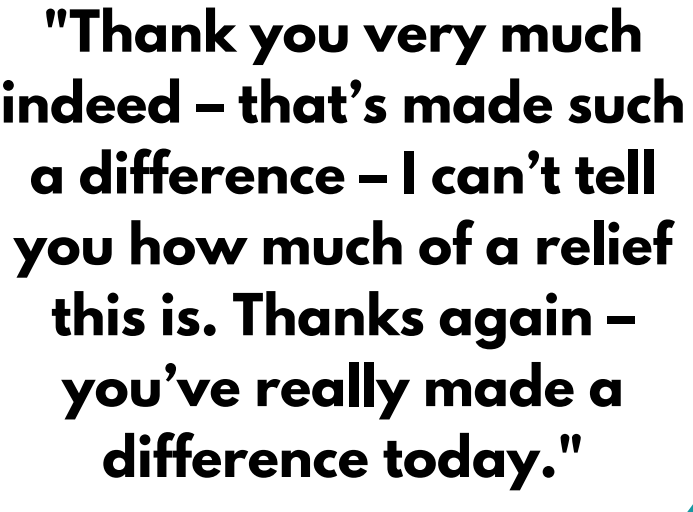 "Thank you very much
indeed – that’s made such
a difference – I can’t tell
you how much of a relief
this is. Thanks again –
you’ve really made a
difference today."